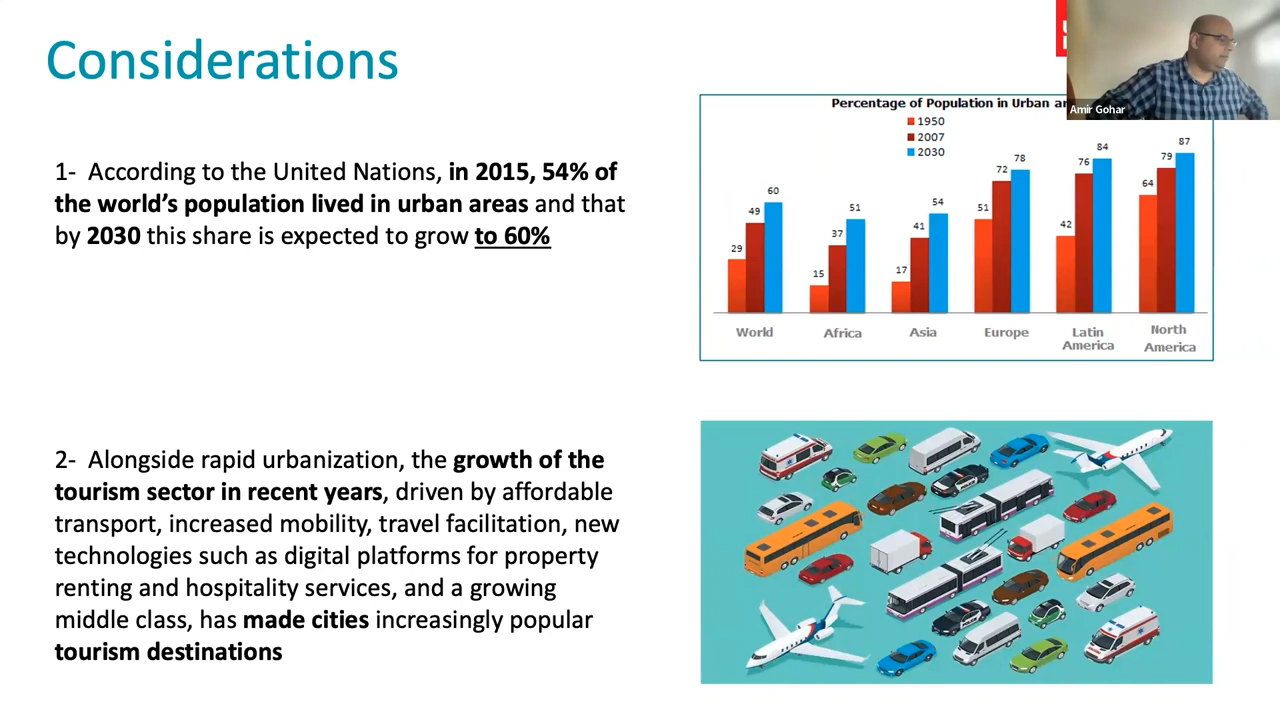 Considerations
1- According to the United Nations, in 2015, 54% of
the world's population lived in urban areas and that
by 2030 this share is expected to grow to 60%
Percentage of Population in Urban
Amir Gohar
1950
2007
2030
29 49 60
15 37 51
17 41 54
51 72 78
42 76 84
64 79 87
World
Africa
Asia
Europe
Latin
America
North
America
2- Alongside rapid urbanization, the growth of the
tourism sector in recent years, driven by affordable
transport, increased mobility, travel facilitation, new
technologies such as digital platforms for property
renting and hospitality services, and a growing
middle class, has made cities increasingly popular
tourism destinations
POLICE
POLICE